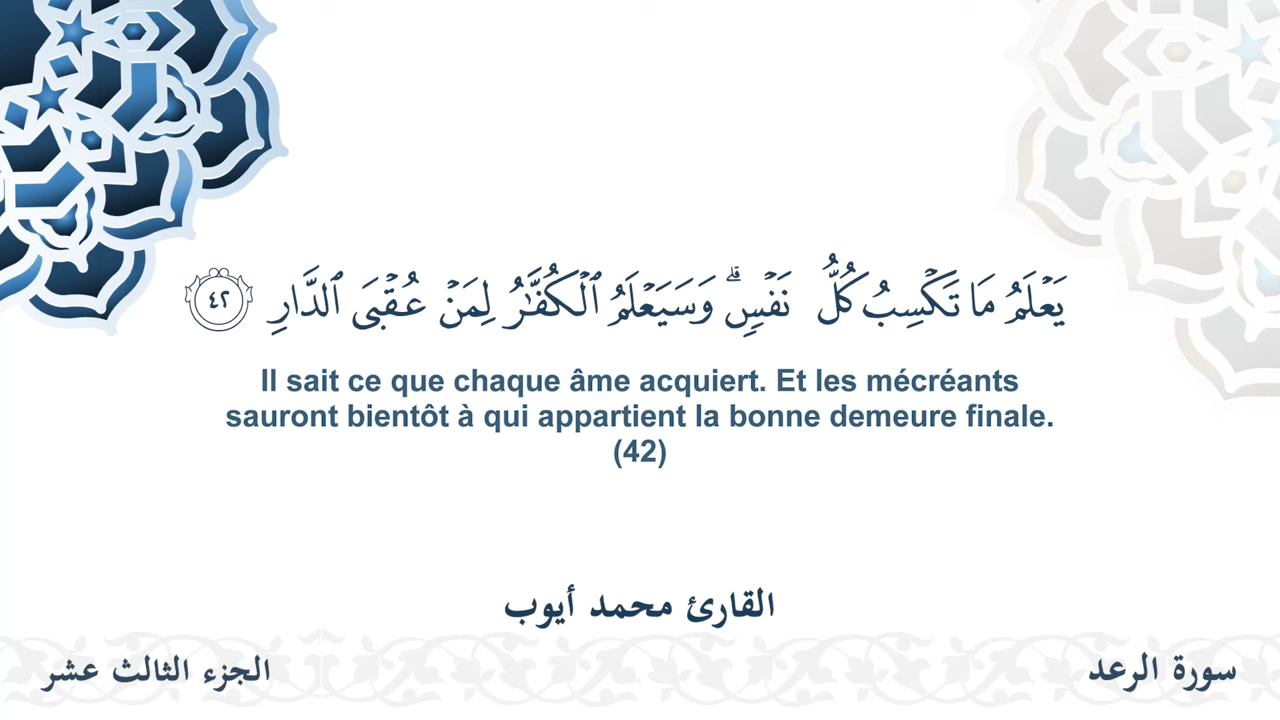 يَعْلَمُ مَا تَكْسِبُ كُلُّ نَفْسٍ ۗ وَسَيَعْلَمُ ٱلْكُفَّٰرُ لِمَنْ عُقْبَى ٱلدَّارِ ٤٢
Il sait ce que chaque âme acquiert. Et les mécréants
sauront bientôt à qui appartient la bonne demeure finale.
(42)
القارئ محمد أيوب
سورة الرعد
الجزء الثالث عشر